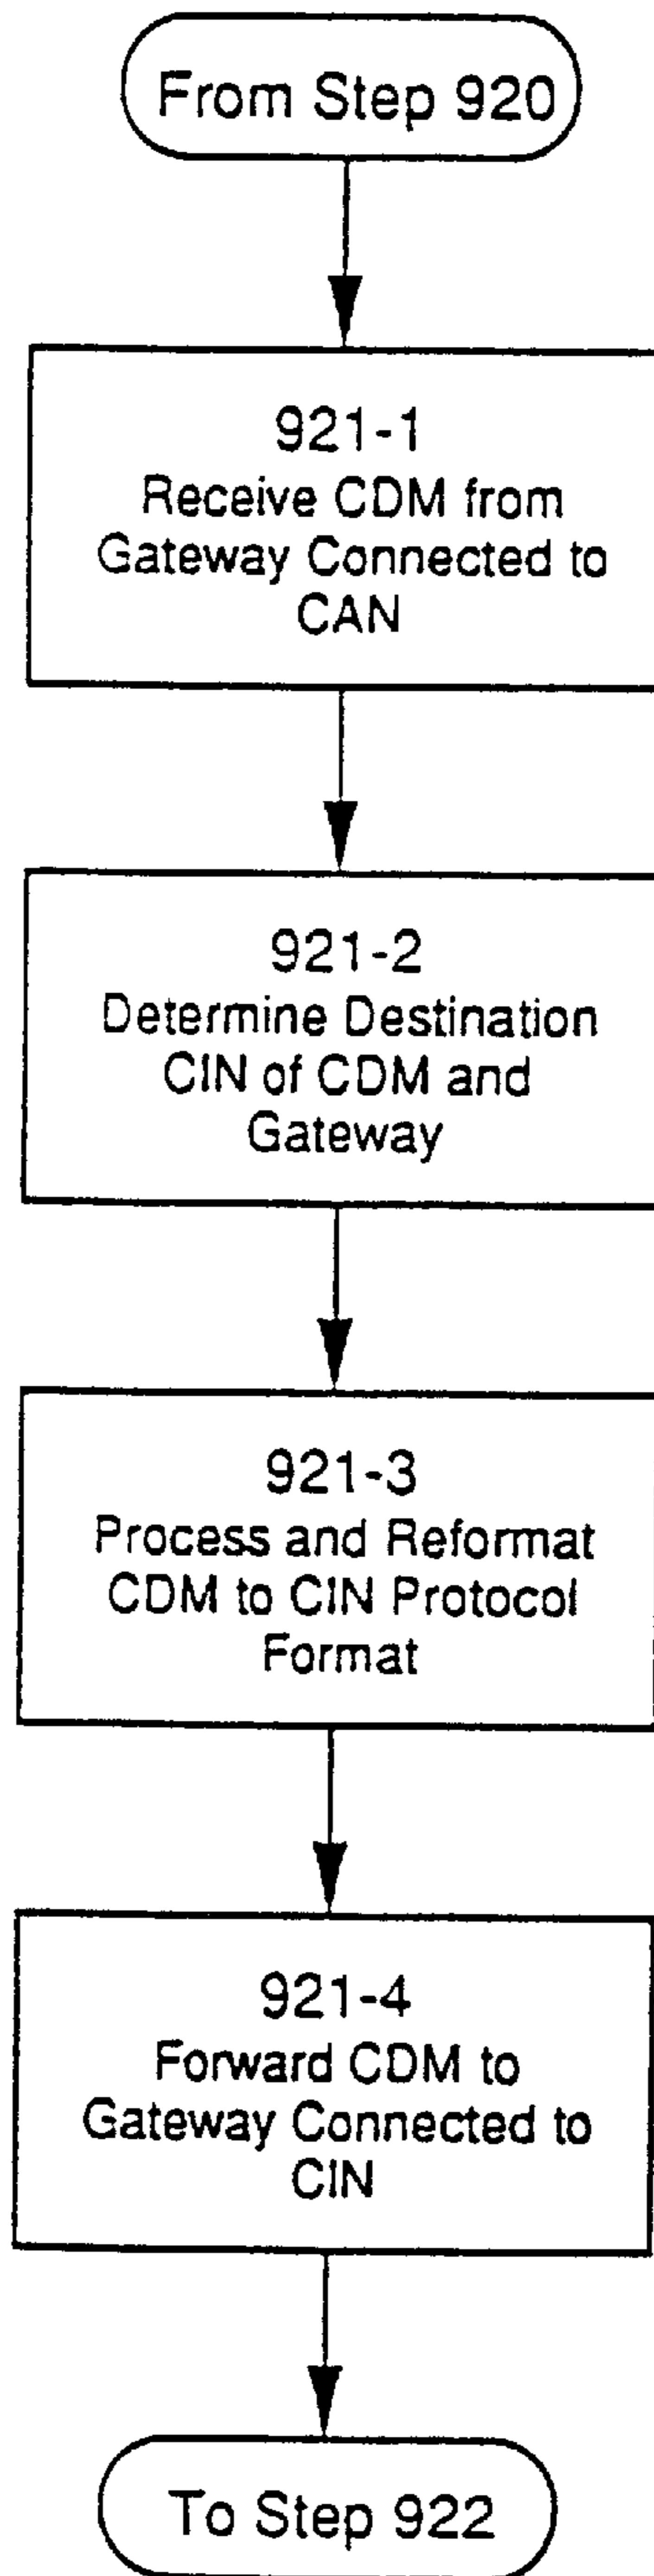 From Step 920
921-1
Receive CDM from
Gateway Connected to
CAN
921-2
Determine Destination
CIN of CDM and
Gateway
921-3
Process and Reformat
CDM to CIN Protocol
Format
921-4
Forward CDM to
Gateway Connected to
CIN
To Step 922